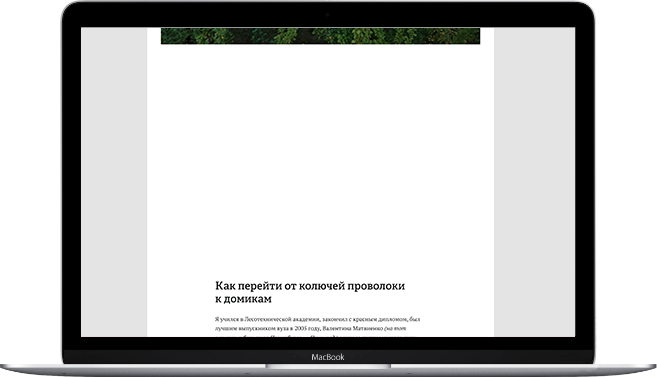 Как перейти от колючей проволоки
к домикам
Я учился в Лесотехнической академии, закончил с красным дипломом, был
лучшим выпускником вуза в 2005 году, Валентина Матвиенко (на тот
MacBook